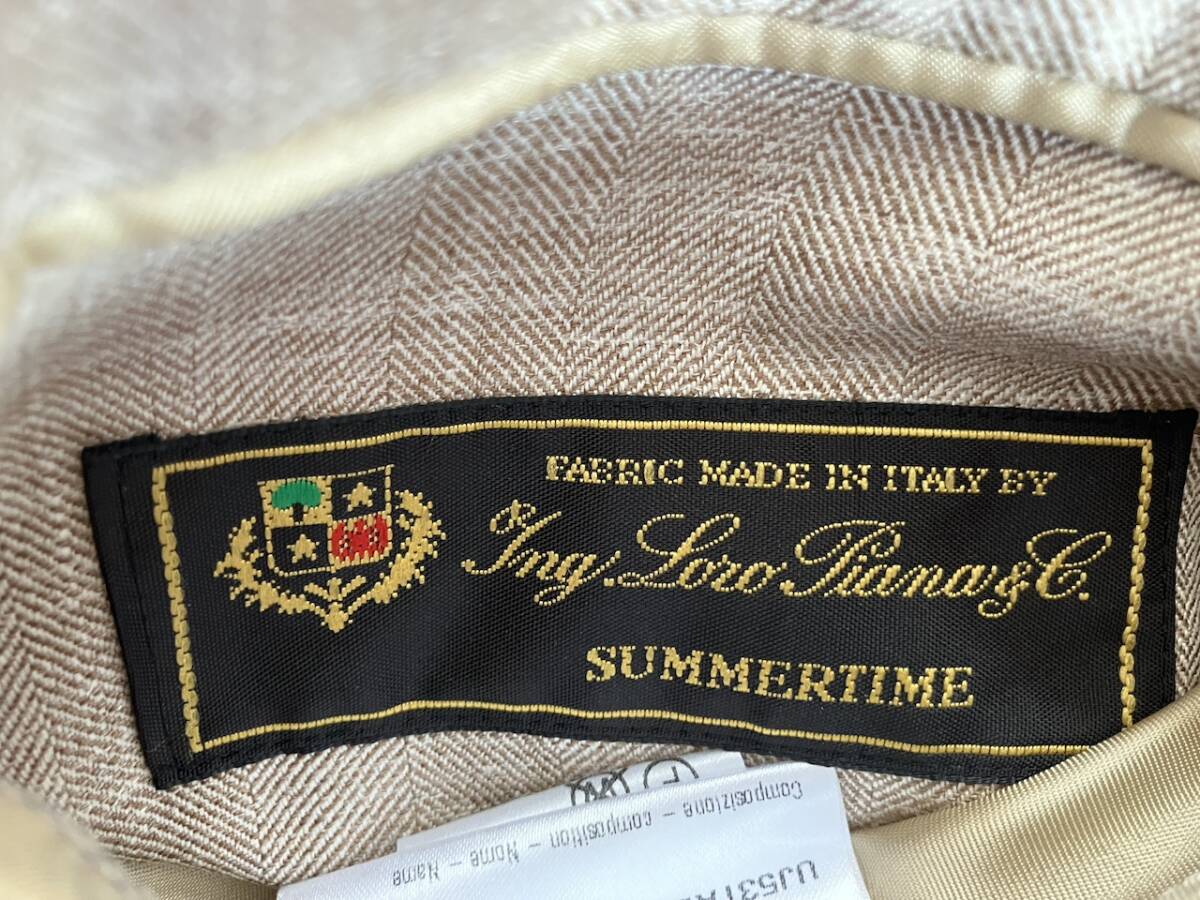 FABRIC MADE IN ITALY BY
Ing. Loro Piana & C.
SUMMERTIME
Composizione - composition - Nome - Name